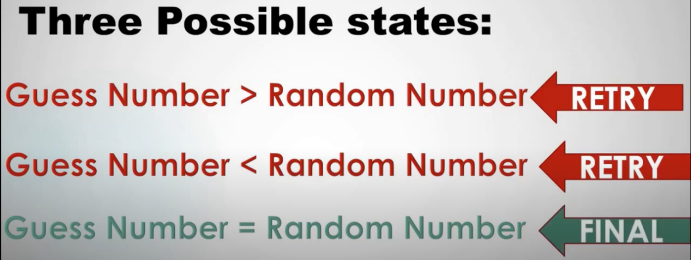 Three Possible states:
Guess Number > Random Number RETRY
Guess Number < Random Number RETRY
Guess Number = Random Number FINAL